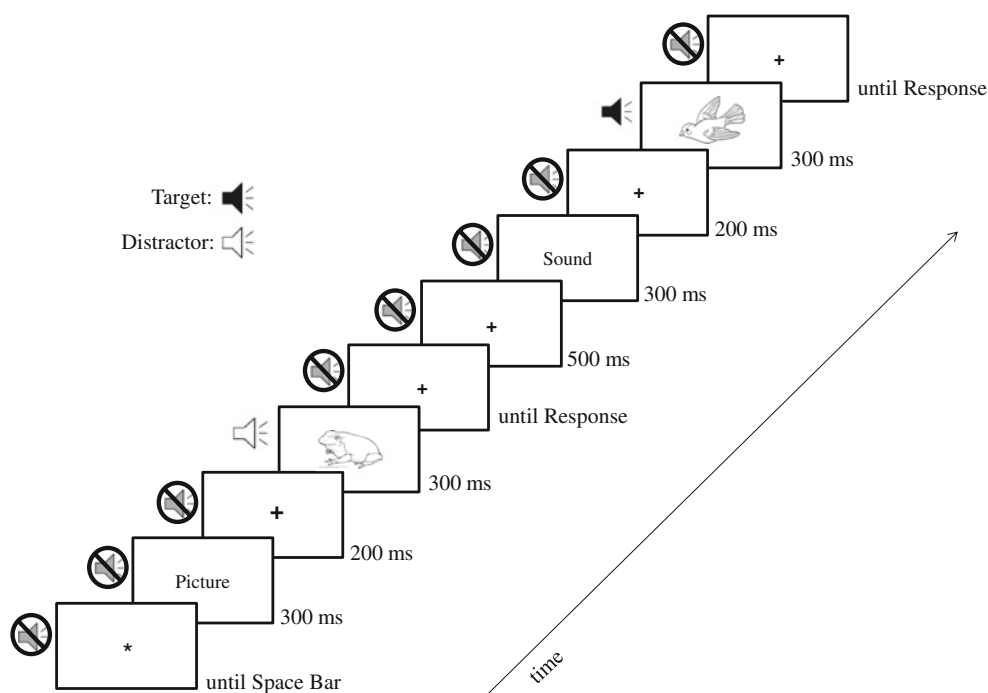 +
until Response
300 ms
Target:
+
200 ms
Distractor:
Sound
300 ms
+
500 ms
+
until Response
300 ms
+
200 ms
Picture
300 ms
*
until Space Bar
time